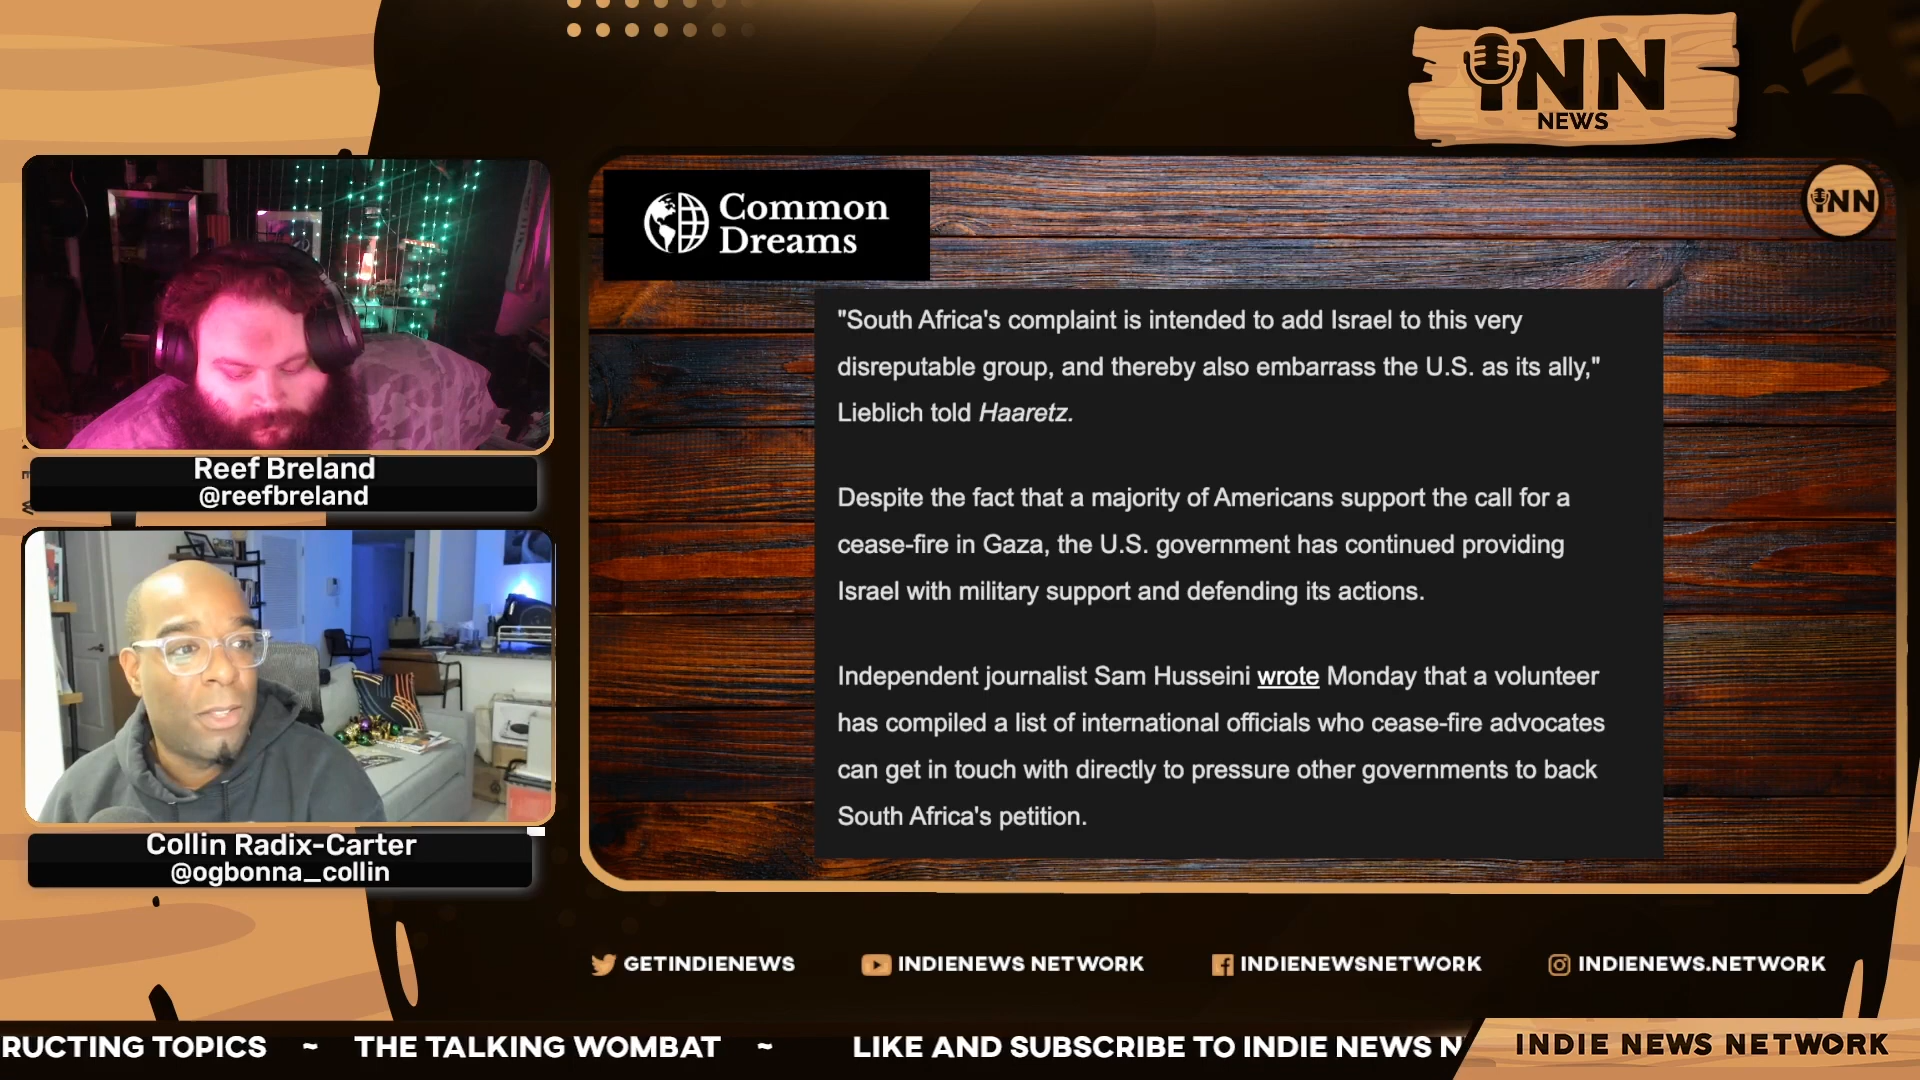 iNN
NEWS
iNN
Common
Dreams
"South Africa's complaint is intended to add Israel to this very
disreputable group, and thereby also embarrass the U.S. as its ally,"
Lieblich told Haaretz.
Despite the fact that a majority of Americans support the call for a
cease-fire in Gaza, the U.S. government has continued providing
Israel with military support and defending its actions.
Independent journalist Sam Husseini wrote Monday that a volunteer
has compiled a list of international officials who cease-fire advocates
can get in touch with directly to pressure other governments to back
South Africa's petition.
Reef Breland
@reefbreland
Collin Radix-Carter
@ogbonna_collin
GETINDIENEWS
INDIENEWS NETWORK
INDIENEWSNETWORK
INDIENEWS.NETWORK
RUCTING TOPICS ~ THE TALKING WOMBAT ~ LIKE AND SUBSCRIBE TO INDIE NEWS N
INDIE NEWS NETWORK